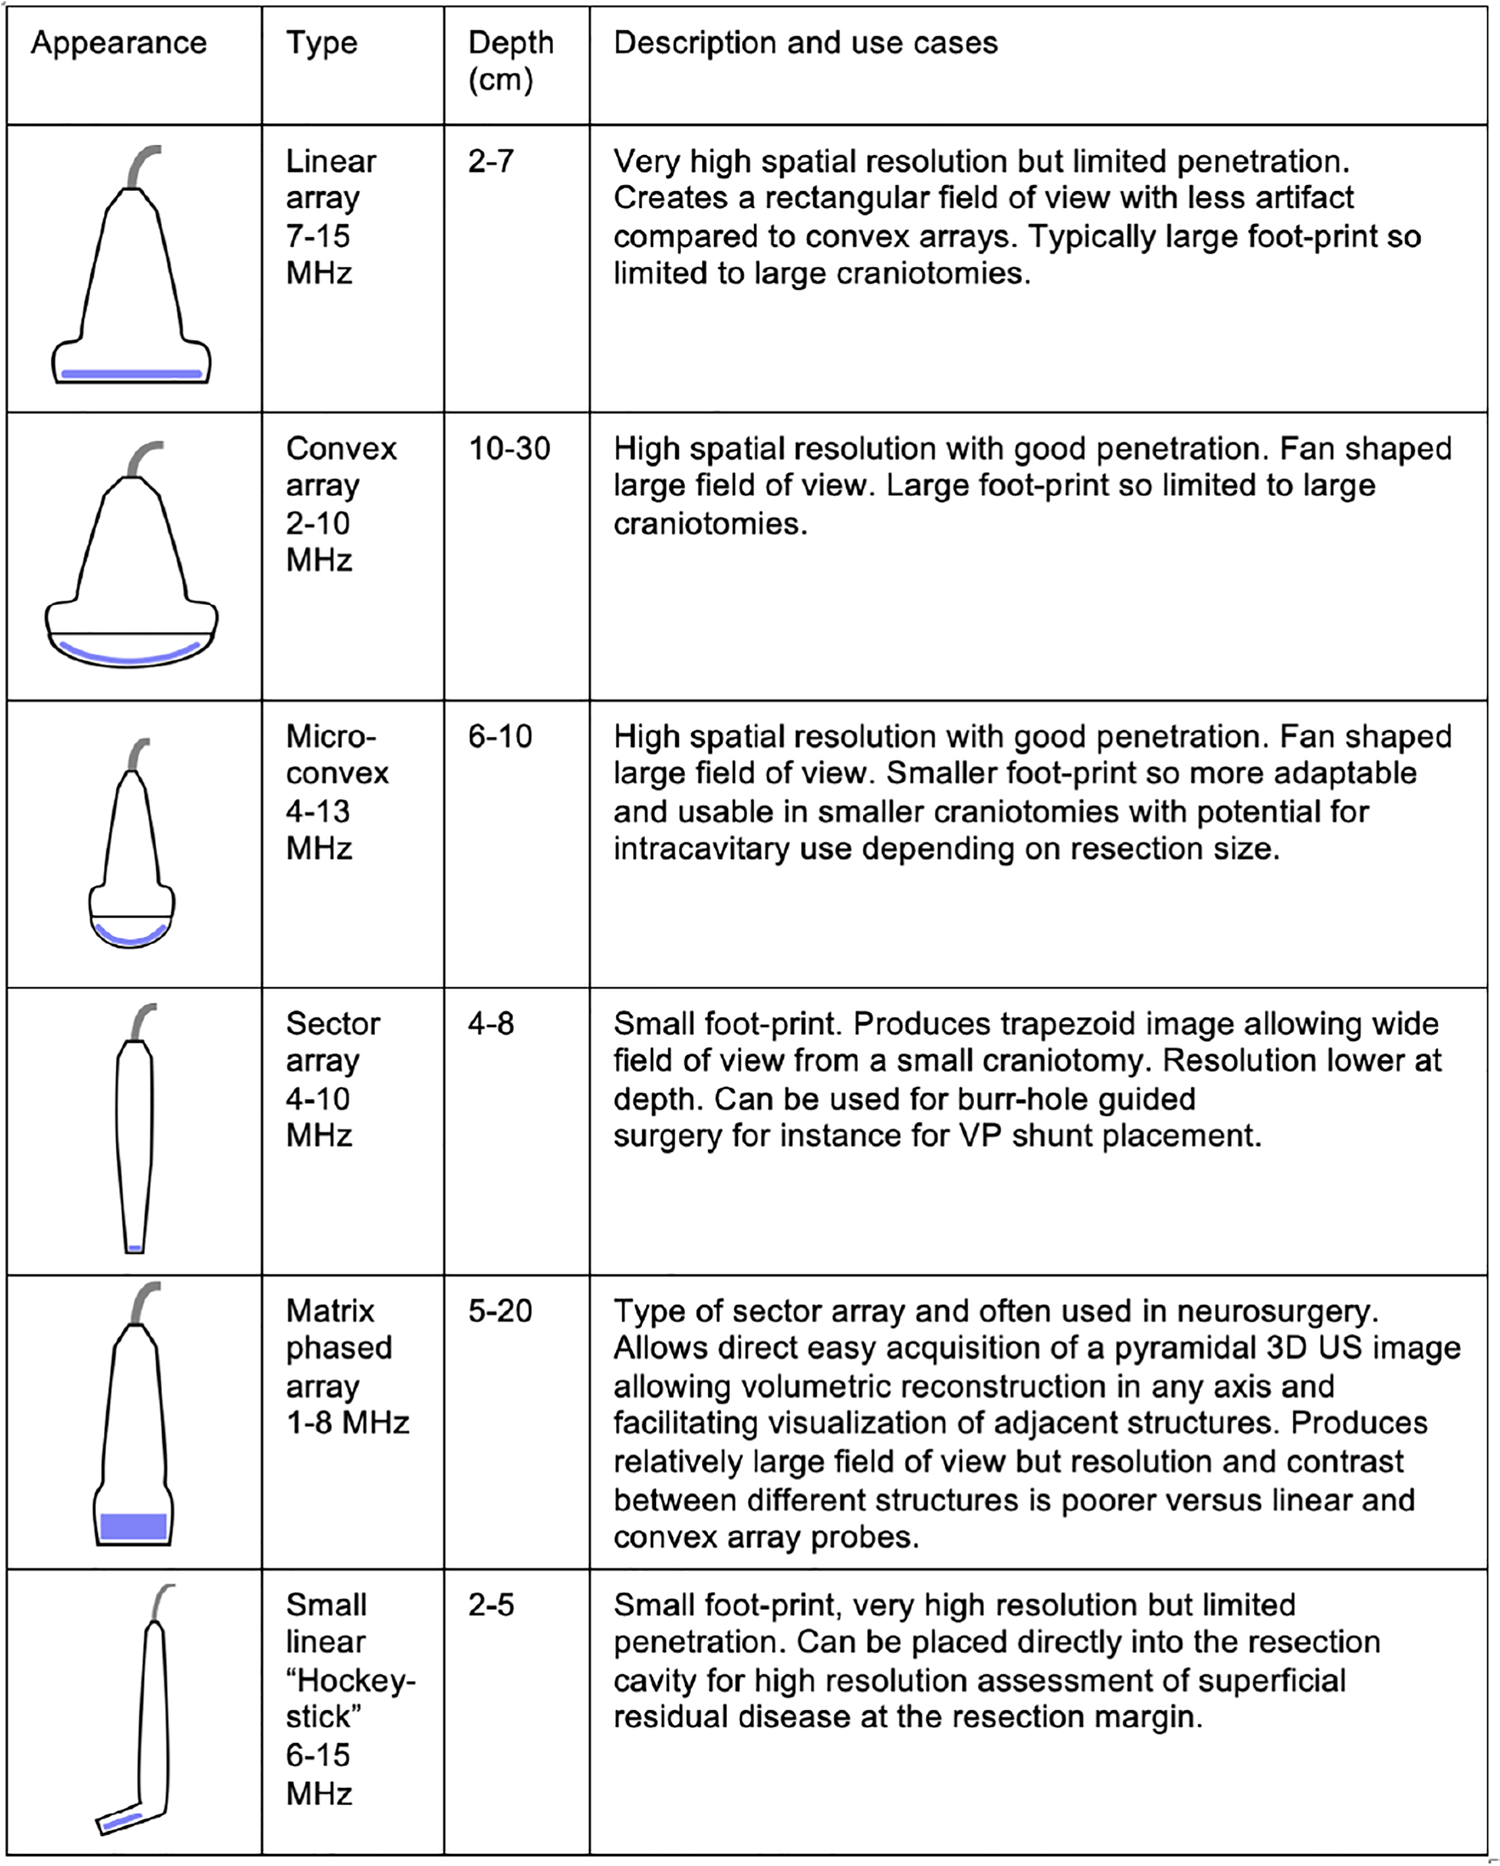 Appearance
Type
Depth
(cm)
Description and use cases
Linear
array
7-15
MHz
2-7
Very high spatial resolution but limited penetration.
Creates a rectangular field of view with less artifact
compared to convex arrays. Typically large foot-print so
limited to large craniotomies.
Convex
array
2-10
MHz
10-30
High spatial resolution with good penetration. Fan shaped
large field of view. Large foot-print so limited to large
craniotomies.
Micro-
convex
4-13
MHz
6-10
High spatial resolution with good penetration. Fan shaped
large field of view. Smaller foot-print so more adaptable
and usable in smaller craniotomies with potential for
intracavitary use depending on resection size.
Sector
array
4-10
MHz
4-8
Small foot-print. Produces trapezoid image allowing wide
field of view from a small craniotomy. Resolution lower at
depth. Can be used for burr-hole guided
surgery for instance for VP shunt placement.
Matrix
phased
array
1-8 MHz
5-20
Type of sector array and often used in neurosurgery.
Allows direct easy acquisition of a pyramidal 3D US image
allowing volumetric reconstruction in any axis and
facilitating visualization of adjacent structures. Produces
relatively large field of view but resolution and contrast
between different structures is poorer versus linear and
convex array probes.
Small
linear
“Hockey-
stick”
6-15
MHz
2-5
Small foot-print, very high resolution but limited
penetration. Can be placed directly into the resection
cavity for high resolution assessment of superficial
residual disease at the resection margin.